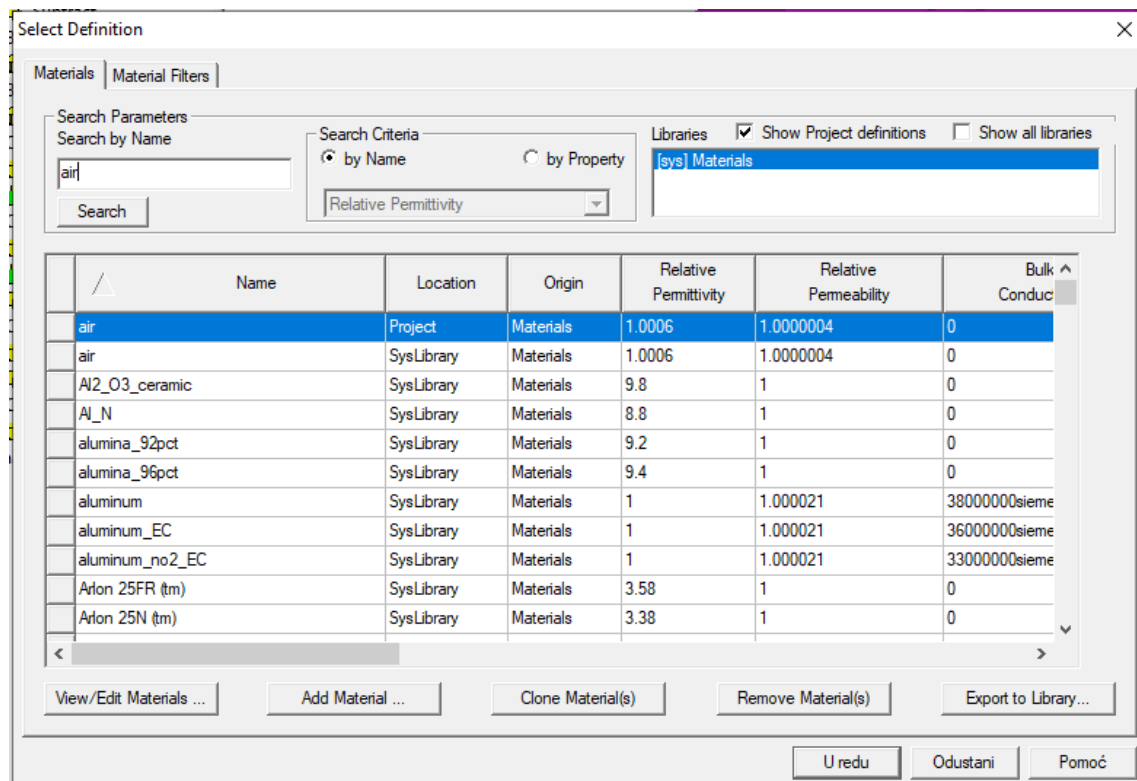 Select Definition
Materials
Material Filters
Search Parameters
Search by Name
air
Search
Search Criteria
by Name
by Property
Relative Permittivity
Libraries
Show Project definitions
Show all libraries
[sys] Materials
Name Location Origin Relative Permittivity Relative Permeability Bulk Conduc
air Project Materials 1.0006 1.0000004 0
air SysLibrary Materials 1.0006 1.0000004 0
Al2_O3_ceramic SysLibrary Materials 9.8 1 0
Al_N SysLibrary Materials 8.8 1 0
alumina_92pct SysLibrary Materials 9.2 1 0
alumina_96pct SysLibrary Materials 9.4 1 0
aluminum SysLibrary Materials 1 1.000021 38000000sieme
aluminum_EC SysLibrary Materials 1 1.000021 36000000sieme
aluminum_no2_EC SysLibrary Materials 1 1.000021 33000000sieme
Arlon 25FR (tm) SysLibrary Materials 3.58 1 0
Arlon 25N (tm) SysLibrary Materials 3.38 1 0
View/Edit Materials ...
Add Material ...
Clone Material(s)
Remove Material(s)
Export to Library...
U redu
Odustani
Pomoć